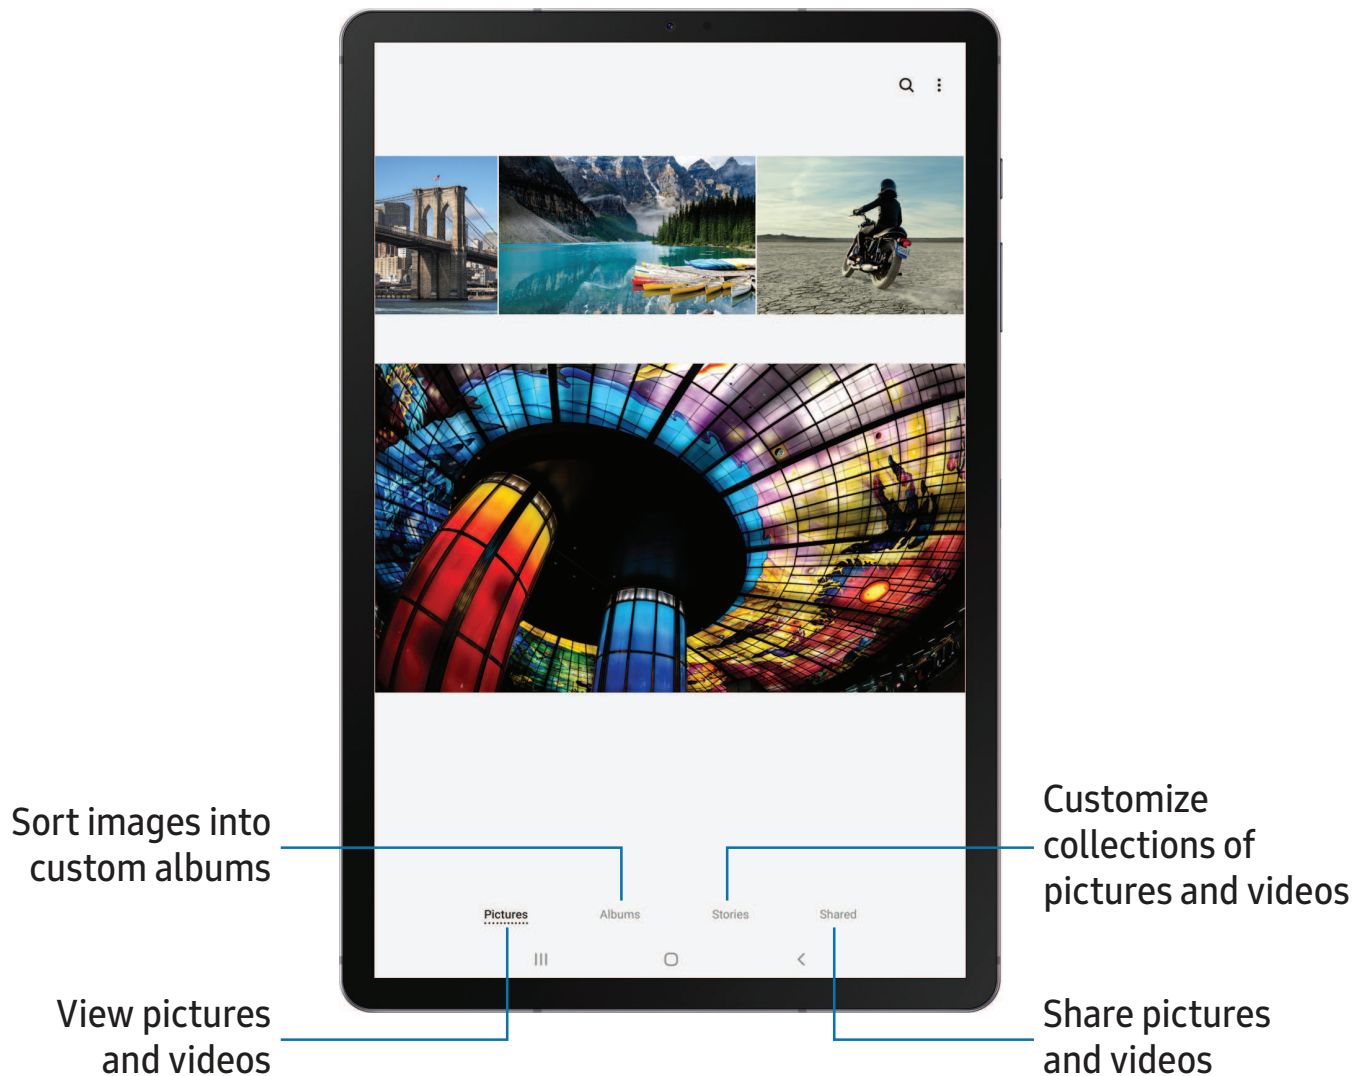 Sort images into
custom albums
Customize
collections of
pictures and videos
Pictures
Albums
Stories
Shared
View pictures
and videos
Share pictures
and videos